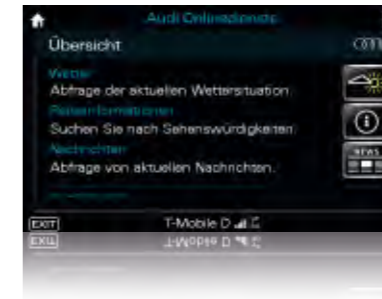 Audi Onlinedienste
Übersicht
Wetter
Abfrage der aktuellen Wettersituation.
Reiseinformationen
Suchen Sie nach Sehenswürdigkeiten.
Nachrichten
Abfrage von aktuellen Nachrichten.
NEWS
EXIT T-Mobile D